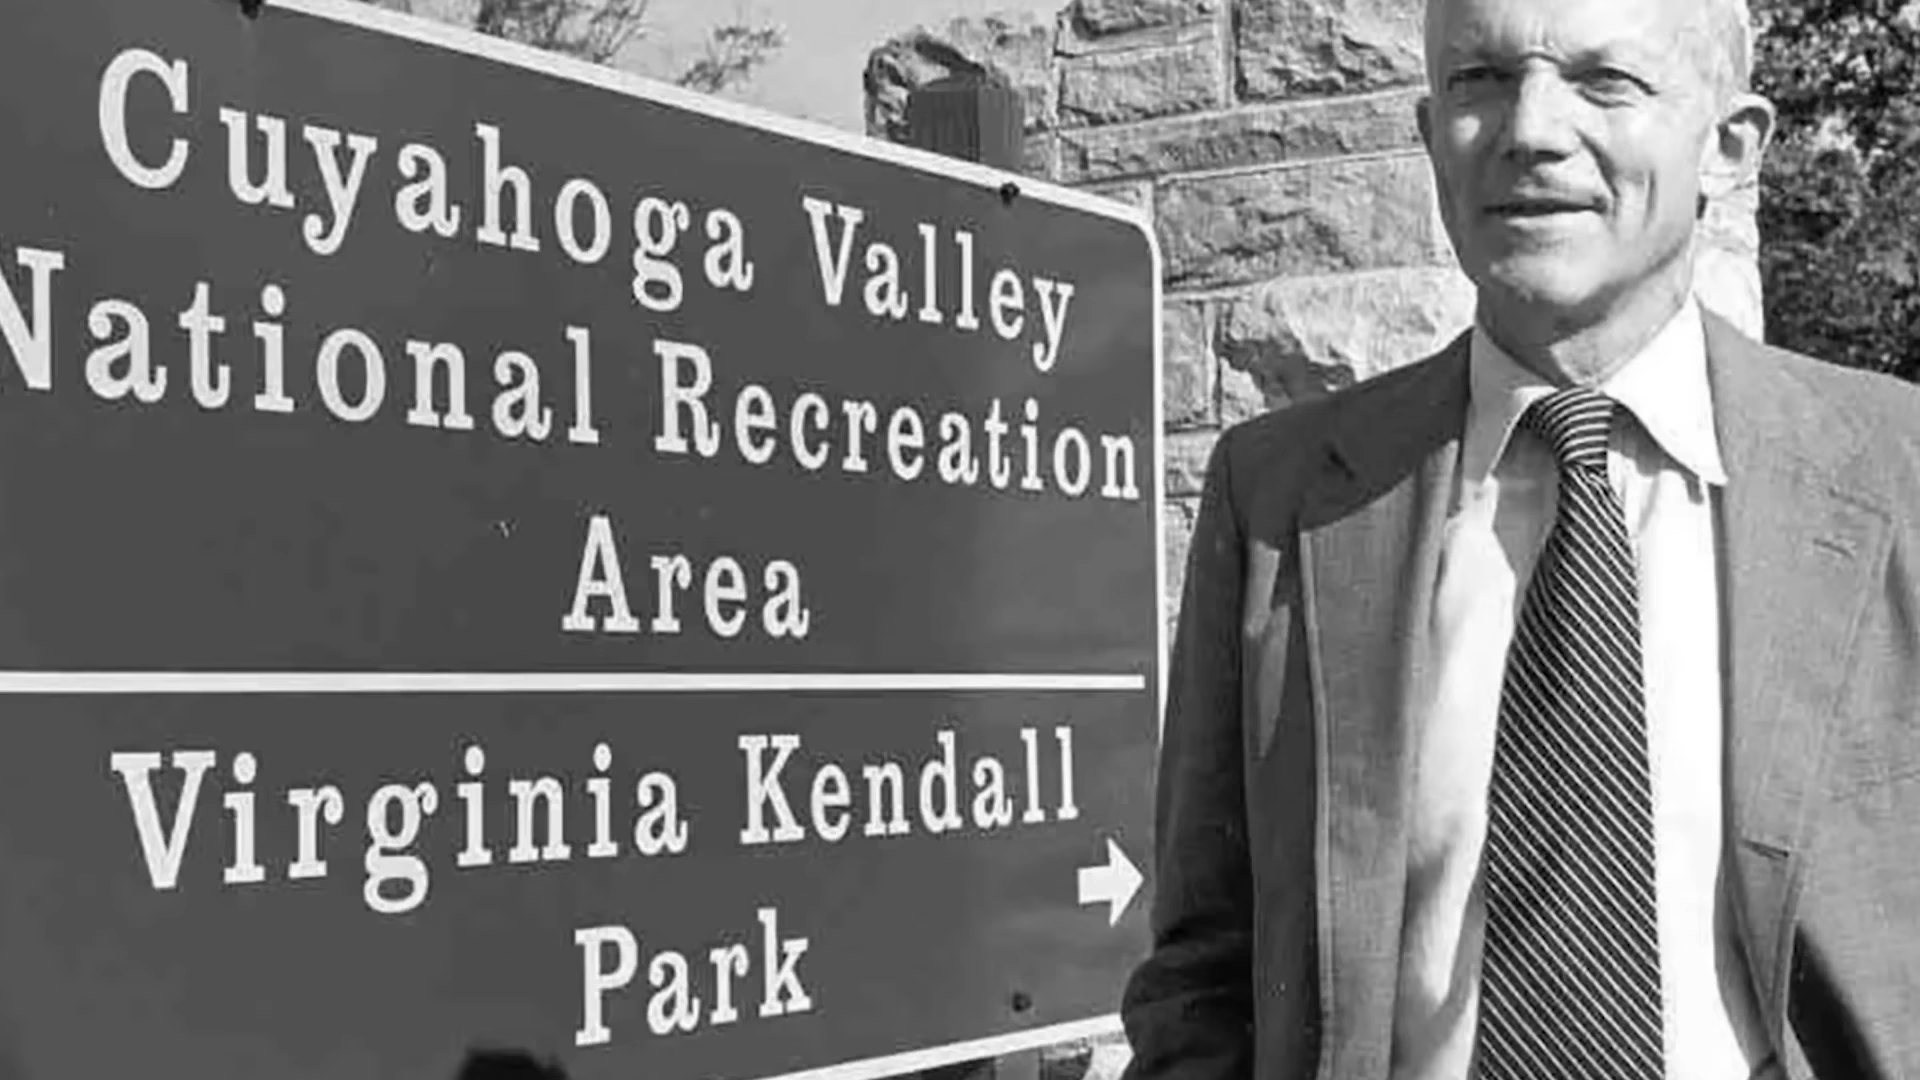 Cuyahoga Valley
National Recreation
Area
Virginia Kendall
Park